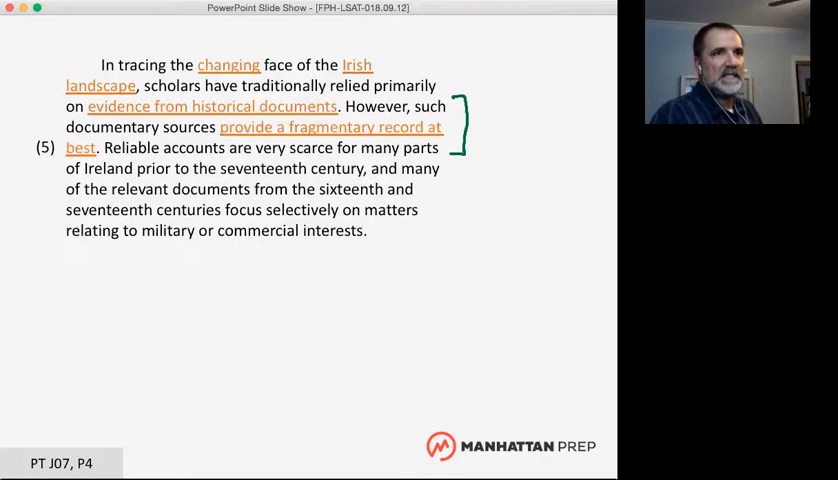 PowerPoint Slide Show - [FPH-LSAT-018.09.12]
In tracing the changing face of the Irish
landscape, scholars have traditionally relied primarily
on evidence from historical documents. However, such
documentary sources provide a fragmentary record at
(5) best. Reliable accounts are very scarce for many parts
of Ireland prior to the seventeenth century, and many
of the relevant documents from the sixteenth and
seventeenth centuries focus selectively on matters
relating to military or commercial interests.
MANHATTAN PREP
PT J07, P4